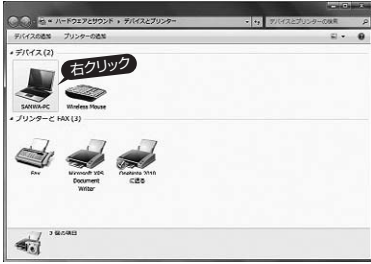 ハードウェアとサウンド ▸ デバイスとプリンター
デバイスとプリンターの検索
デバイスの追加 プリンターの追加
デバイス (2)
右クリック
SANWA-PC
Wireless Mouse
プリンターと FAX (3)
Fax
Microsoft XPS Document Writer
OneNote 2010 に送る
個の項目